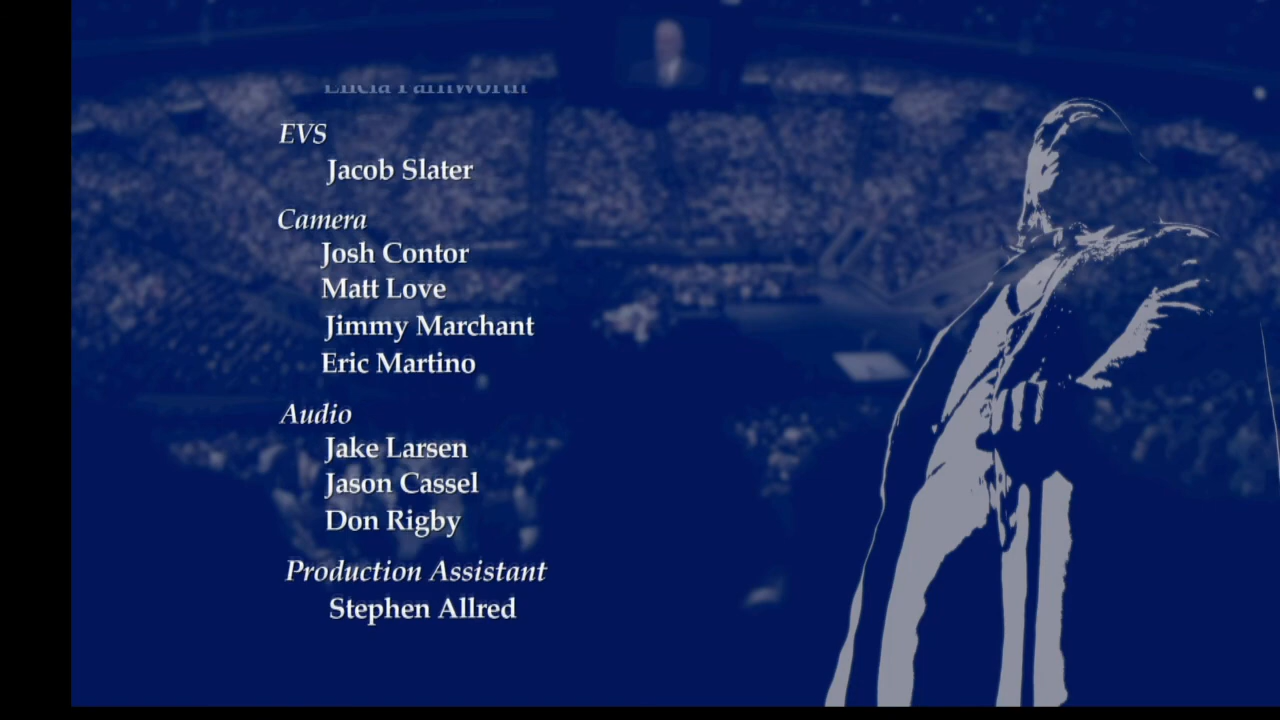 EVS
Jacob Slater
Camera
Josh Contor
Matt Love
Jimmy Marchant
Eric Martino
Audio
Jake Larsen
Jason Cassel
Don Rigby
Production Assistant
Stephen Allred